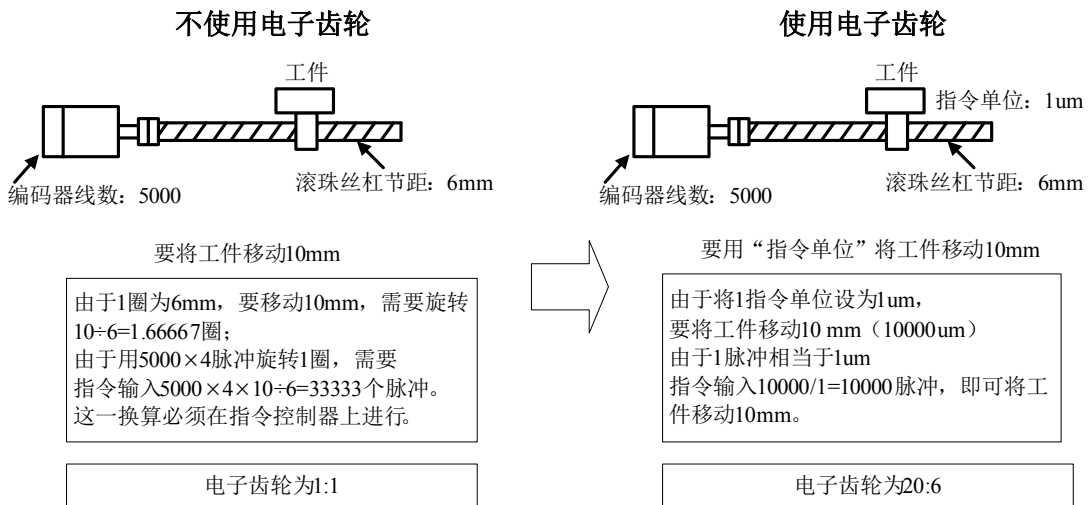 不使用电子齿轮
工件
编码器线数：5000
滚珠丝杠节距：6mm
要将工件移动10mm
由于1圈为6mm，要移动10mm，需要旋转
10÷6=1.66667圈；
由于用5000×4脉冲旋转1圈，需要
指令输入5000×4×10÷6=33333个脉冲。
这一换算必须在指令控制器上进行。
电子齿轮为1:1
使用电子齿轮
工件
指令单位：1um
编码器线数：5000
滚珠丝杠节距：6mm
要用“指令单位”将工件移动10mm
由于将1指令单位设为1um，
要将工件移动10 mm（10000um）
由于1脉冲相当于1um
指令输入10000/1=10000脉冲，即可将工
件移动10mm。
电子齿轮为20:6